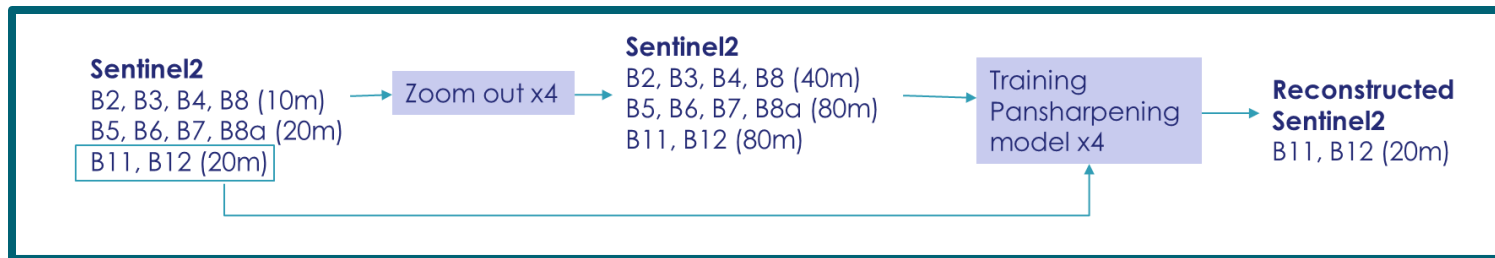 Sentinel2
B2, B3, B4, B8 (10m)
B5, B6, B7, B8a (20m)
B11, B12 (20m)
Zoom out x4
Sentinel2
B2, B3, B4, B8 (40m)
B5, B6, B7, B8a (80m)
B11, B12 (80m)
Training
Pansharpening
model x4
Reconstructed
Sentinel2
B11, B12 (20m)